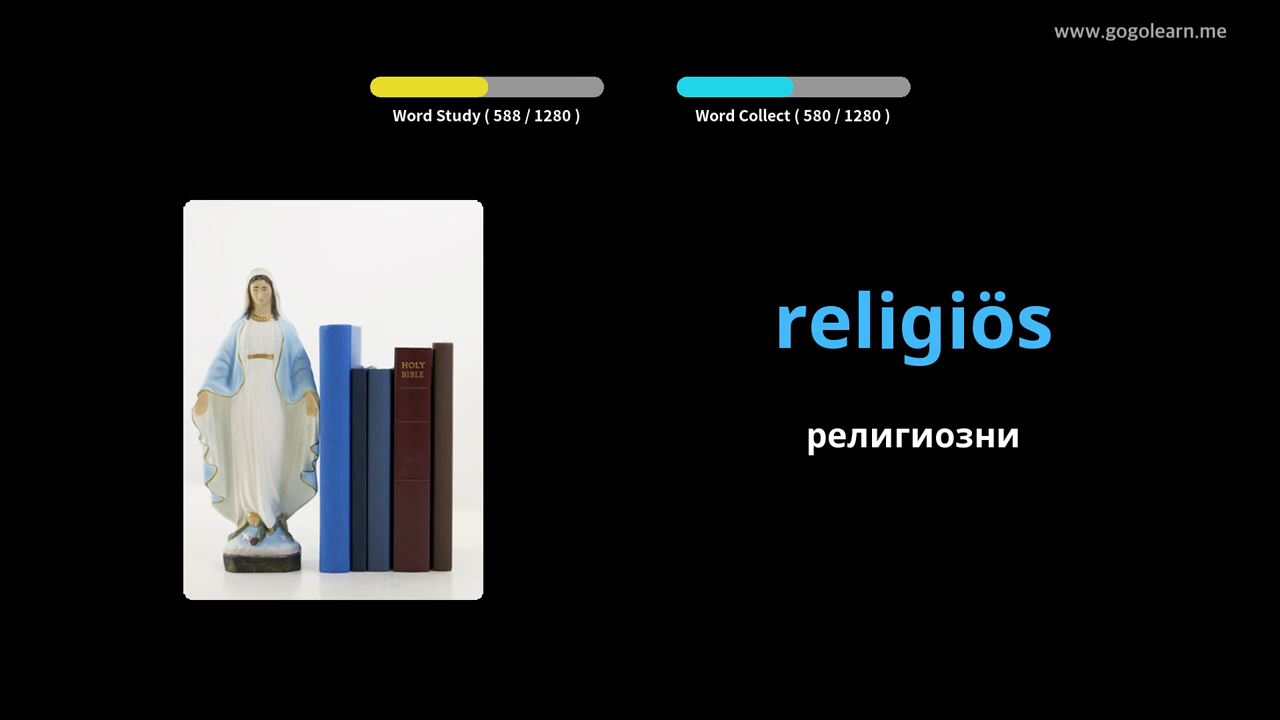 www.gogolearn.me
Word Study ( 588 / 1280 )
Word Collect ( 580 / 1280 )
HOLY
BIBLE
religiös
религиозни